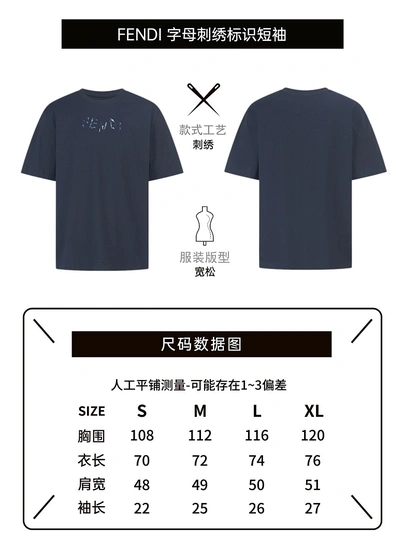 FENDI 字母刺绣标识短袖
FENDI
款式工艺
刺绣
服装版型
宽松
尺码数据图
人工平铺测量-可能存在1~3偏差
SIZE S M L XL
胸围 108 112 116 120
衣长 70 72 74 76
肩宽 48 49 50 51
袖长 22 25 26 27